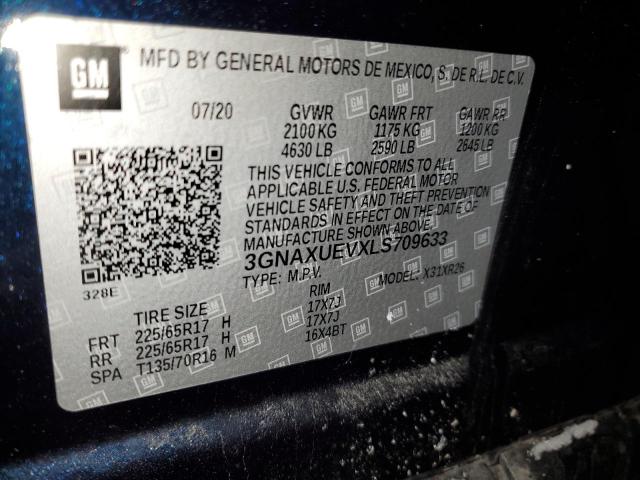 GM
MFD BY GENERAL MOTORS DE MEXICO, S. DE R.L. DE C.V.
07/20 GVWR GAWR FRT GAWR RR
2100 KG 1175 KG 1200 KG
4630 LB 2590 LB 2645 LB
THIS VEHICLE CONFORMS TO ALL
APPLICABLE U.S. FEDERAL MOTOR
VEHICLE SAFETY AND THEFT PREVENTION
STANDARDS IN EFFECT ON THE DATE OF
MANUFACTURE SHOWN ABOVE.
3GNAXUEVXLS709633
TYPE: M.P.V. MODEL: X31XR26
328E
TIRE SIZE RIM
FRT 225/65R17 H 17X7J
RR 225/65R17 H 17X7J
SPA T135/70R16 M 16X4BT